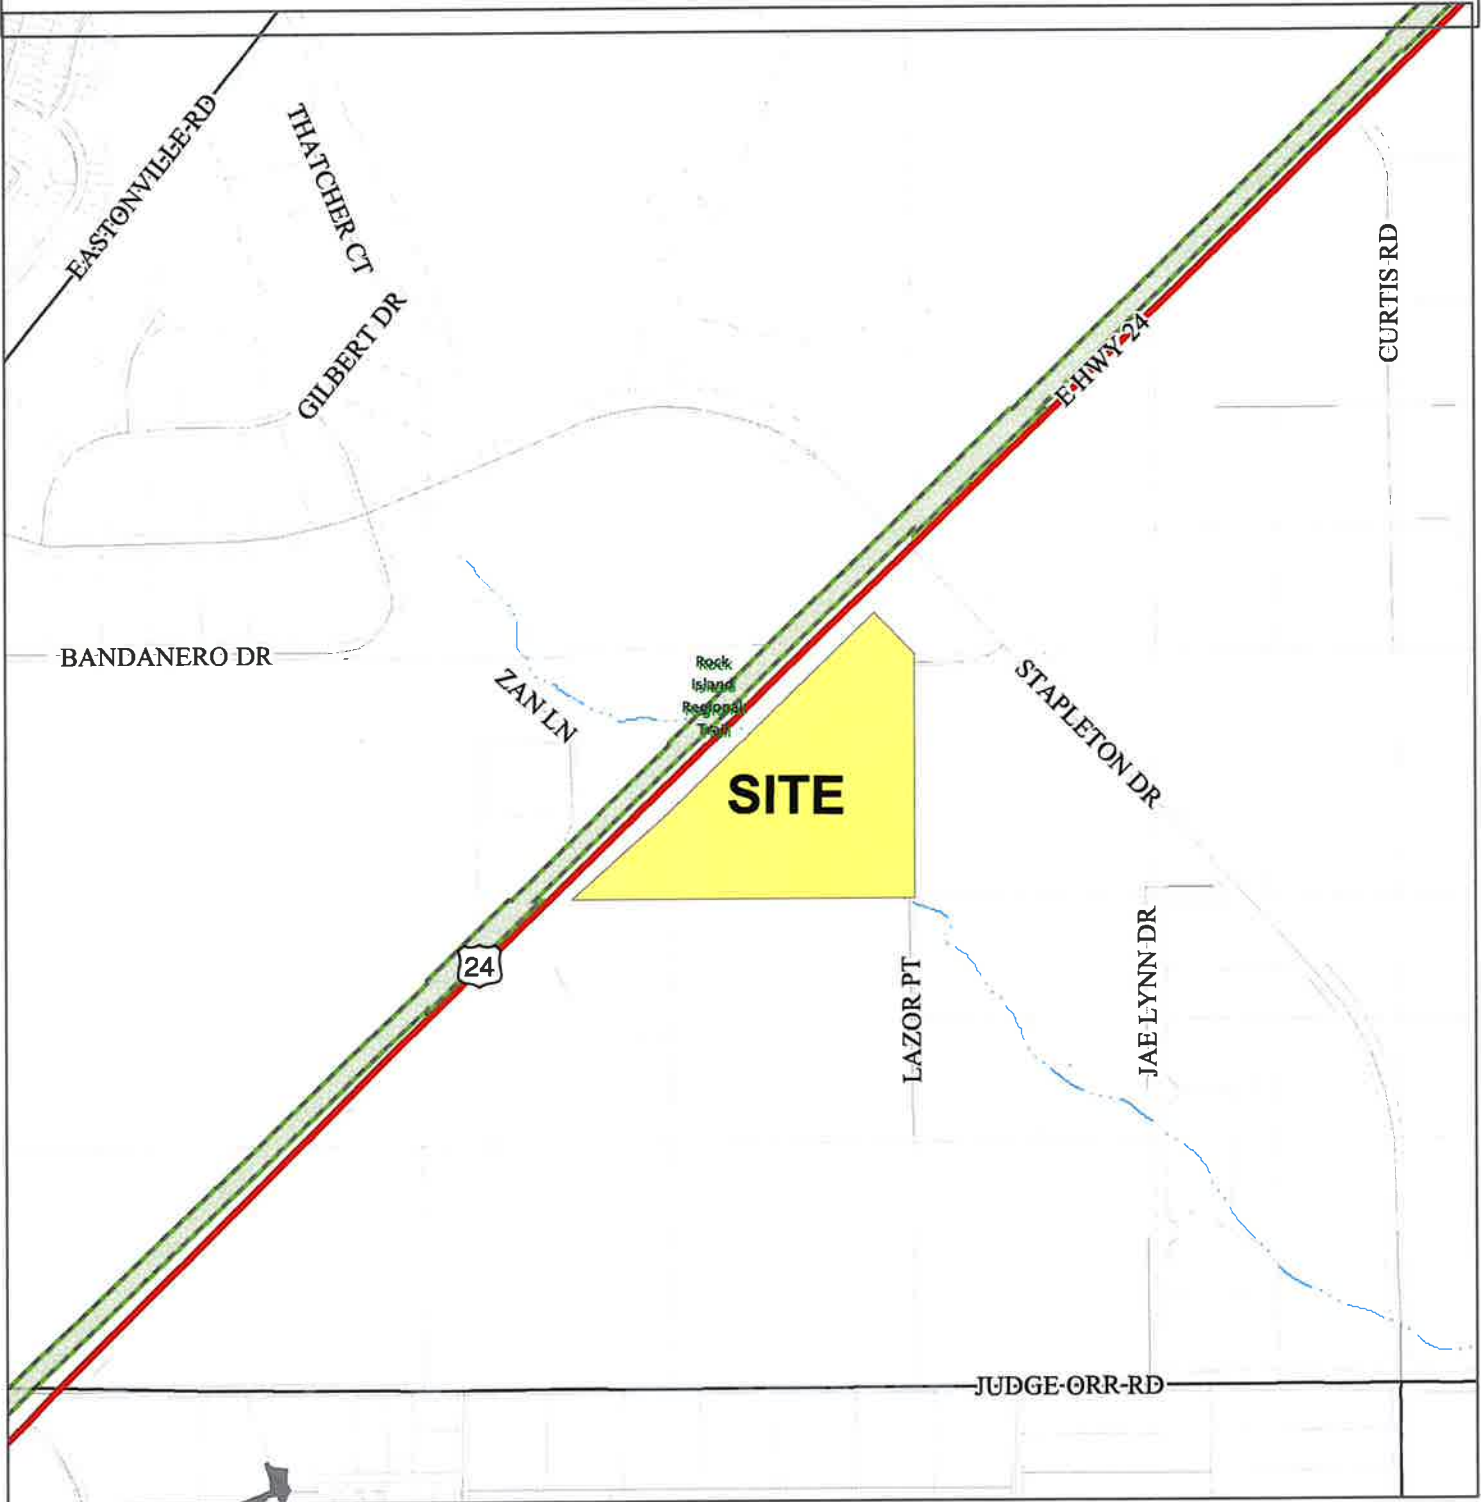 EASTONVILLE RD
THATCHER CT
GILBERT DR
CURTIS RD
E HWY 24
BANDANERO DR
ZAN LN
Rock
Island
Regional
Trail
STAPLETON DR
SITE
24
LAZOR PT
JAE LYNN DR
JUDGE ORR RD